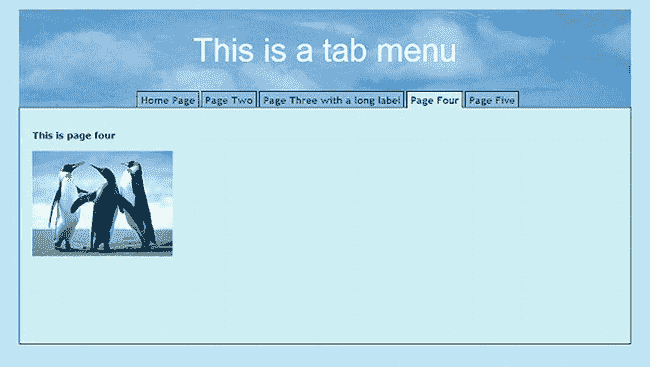 This is a tab menu
Home Page Page Two Page Three with a long label Page Four Page Five
This is page four